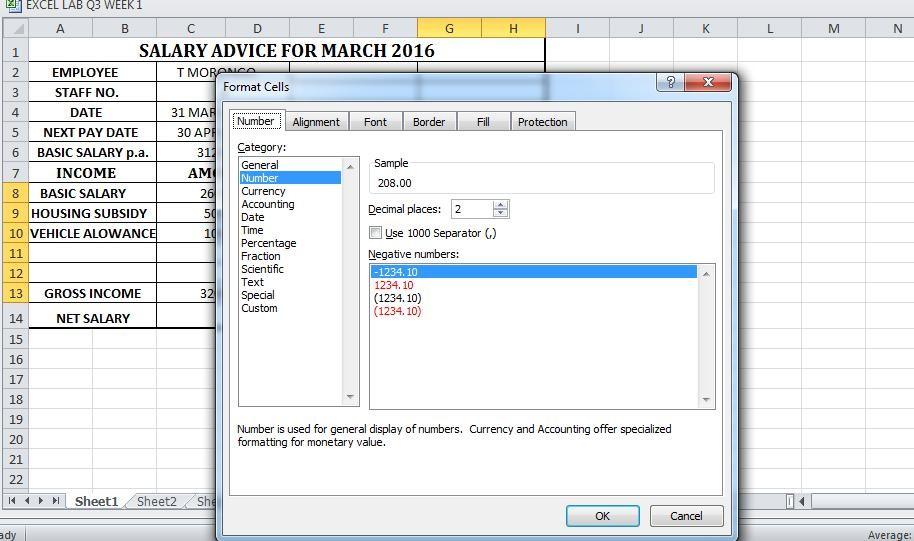 EXCEL LAB Q3 WEEK 1
A B C D E F G H I J K L M N
1 SALARY ADVICE FOR MARCH 2016
2 EMPLOYEE T MORONGO
3 STAFF NO.
4 DATE 31 MAR
5 NEXT PAY DATE 30 APR
6 BASIC SALARY p.a. 312
7 INCOME AMO
8 BASIC SALARY 26
9 HOUSING SUBSIDY 50
10 VEHICLE ALOWANCE 10
11
12
13 GROSS INCOME 32
14 NET SALARY
15
16
17
18
19
20
21
22
Format Cells
Number Alignment Font Border Fill Protection
Category:
General
Number
Currency
Accounting
Date
Time
Percentage
Fraction
Scientific
Text
Special
Custom
Sample
208.00
Decimal places: 2
Use 1000 Separator (,)
Negative numbers:
-1234.10
1234.10
(1234.10)
(1234.10)
Number is used for general display of numbers. Currency and Accounting offer specialized
formatting for monetary value.
OK Cancel
Sheet1 Sheet2 She
ady Average: